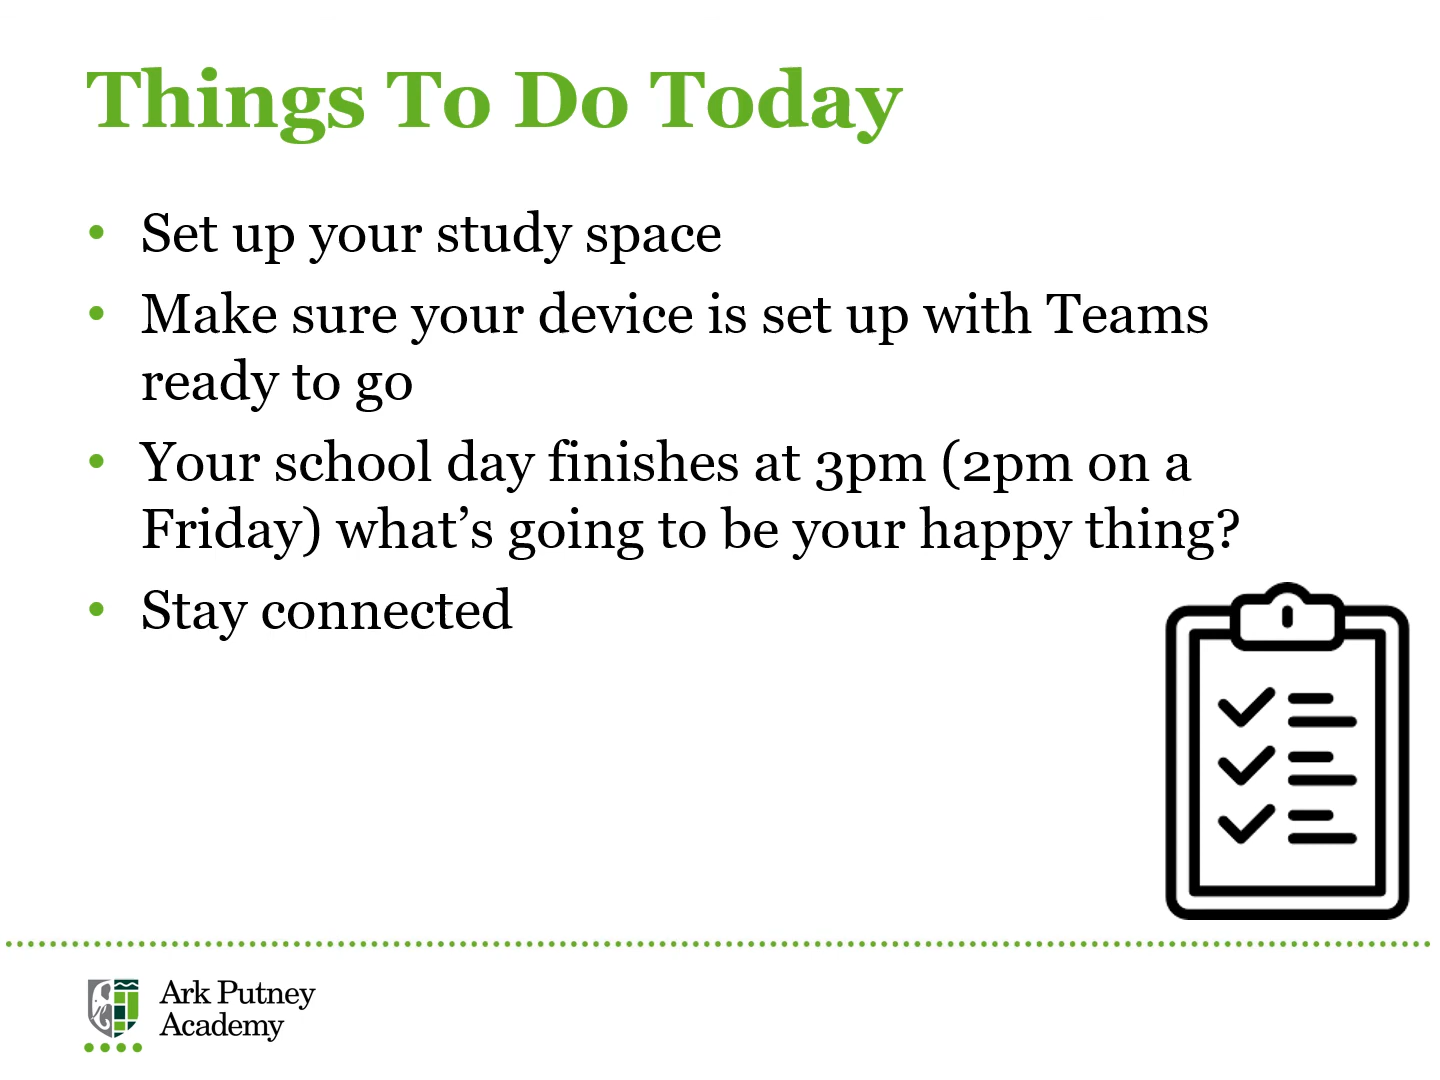 Things To Do Today
• Set up your study space
• Make sure your device is set up with Teams
ready to go
• Your school day finishes at 3pm (2pm on a
Friday) what’s going to be your happy thing?
• Stay connected
Ark Putney
Academy